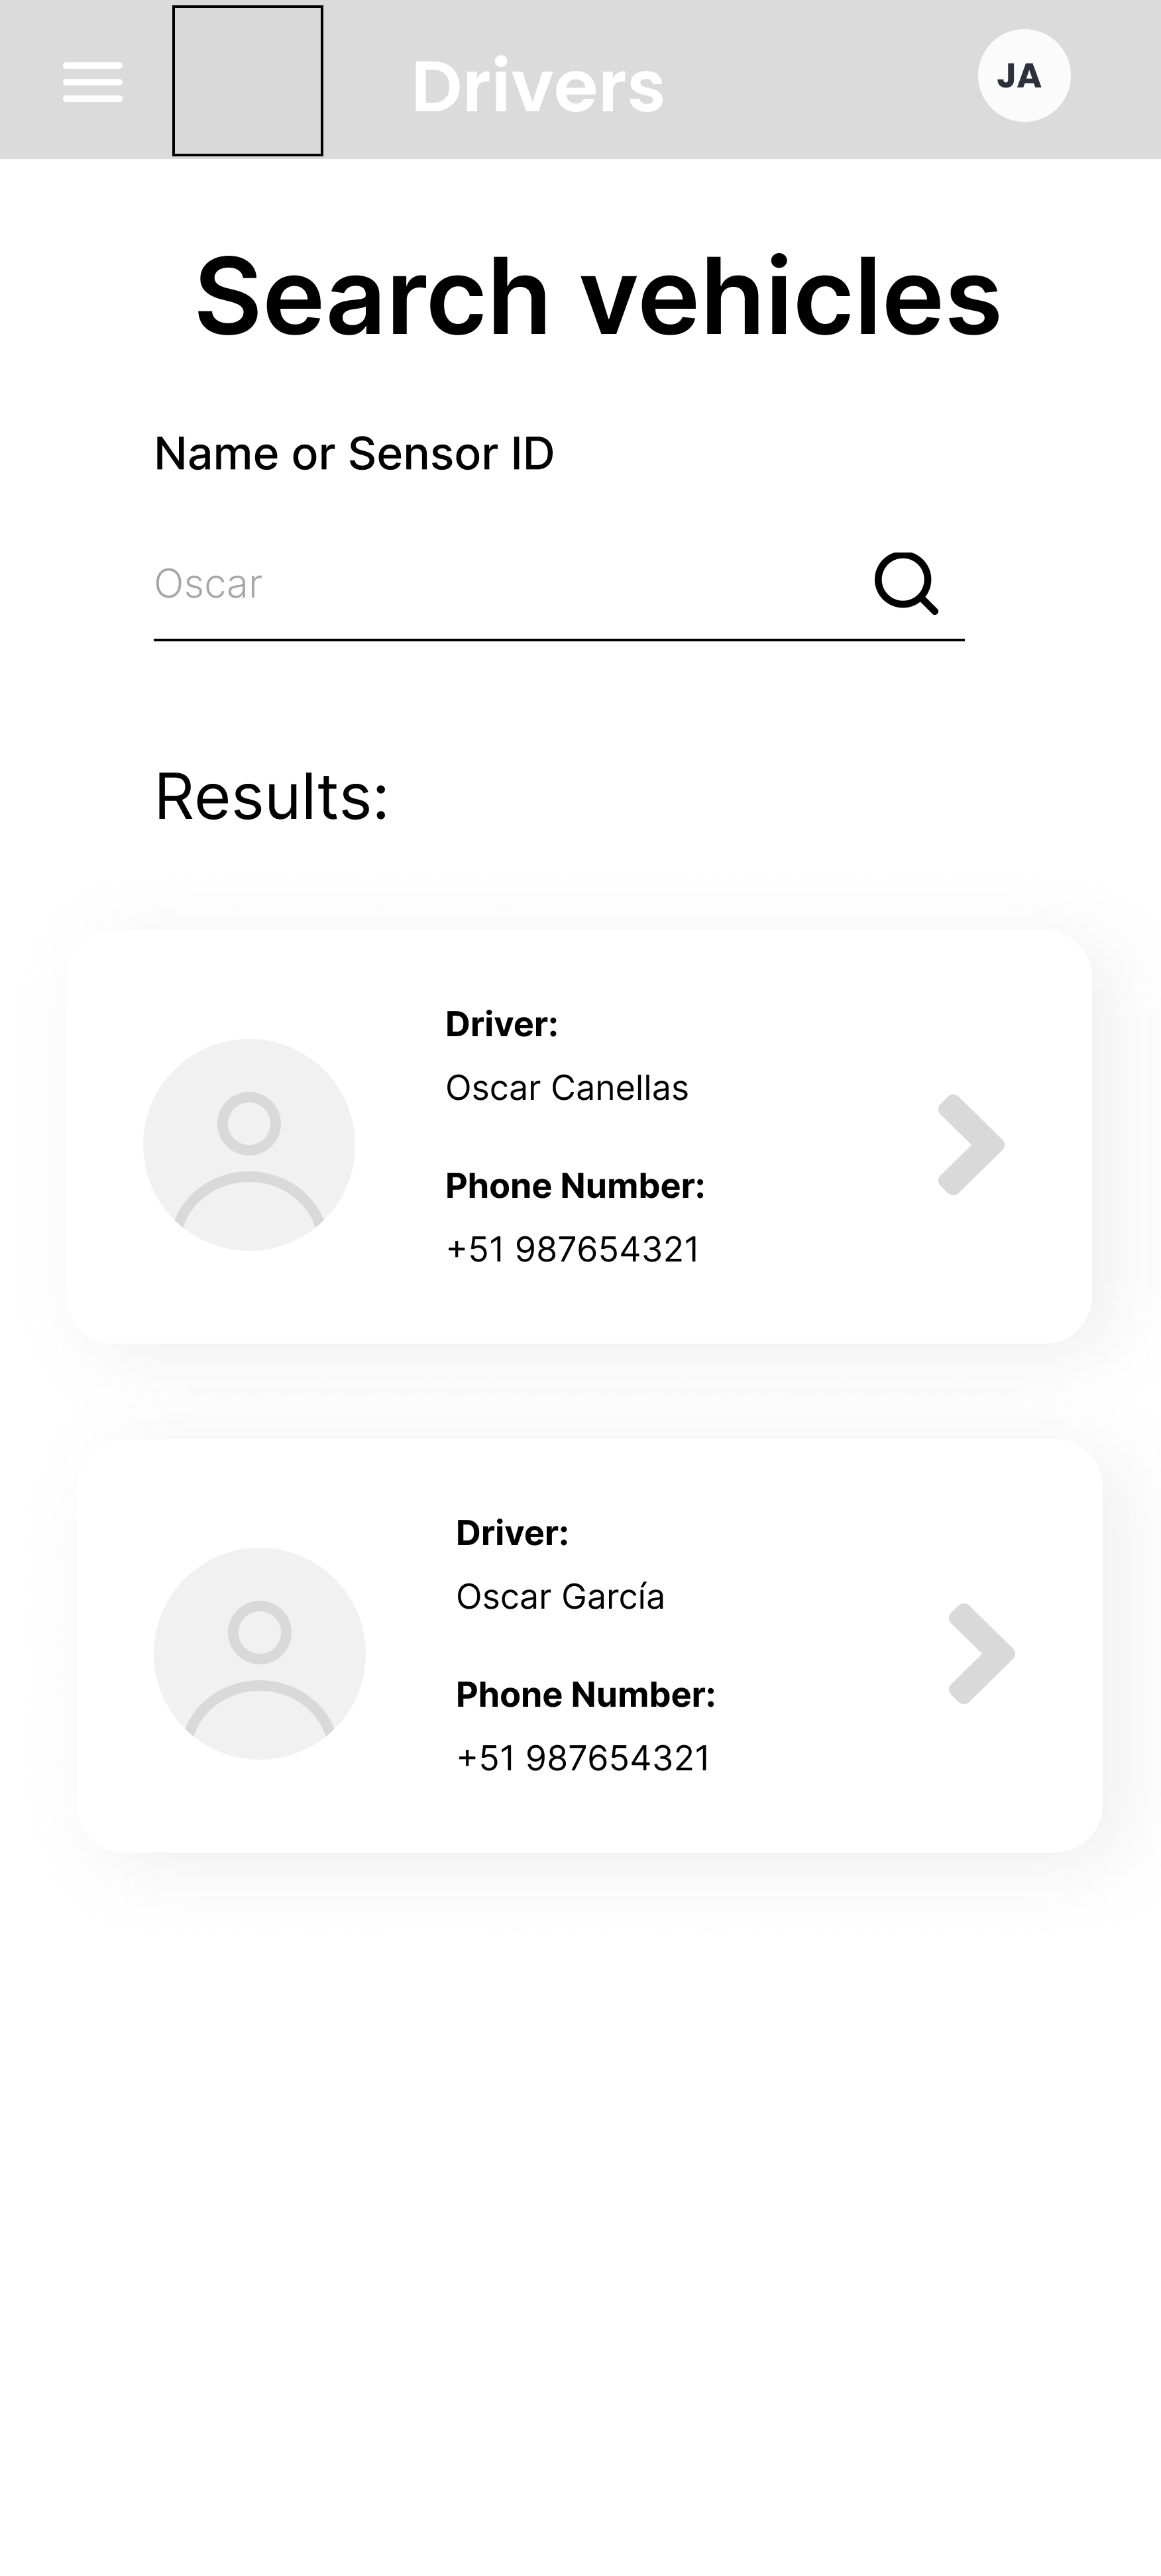 Drivers
JA
Search vehicles
Name or Sensor ID
Oscar
Results:
Driver:
Oscar Canellas
Phone Number:
+51 987654321
Driver:
Oscar García
Phone Number:
+51 987654321